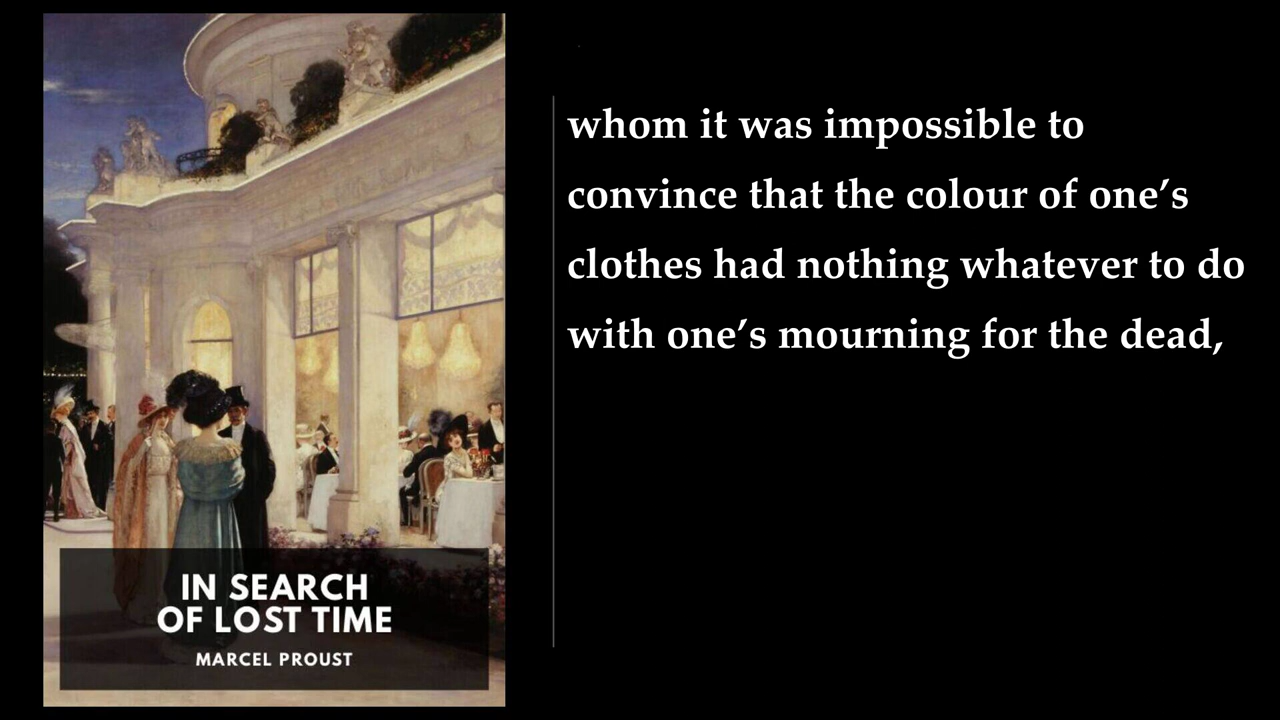 whom it was impossible to
convince that the colour of one’s
clothes had nothing whatever to do
with one’s mourning for the dead,
IN SEARCH
OF LOST TIME
MARCEL PROUST